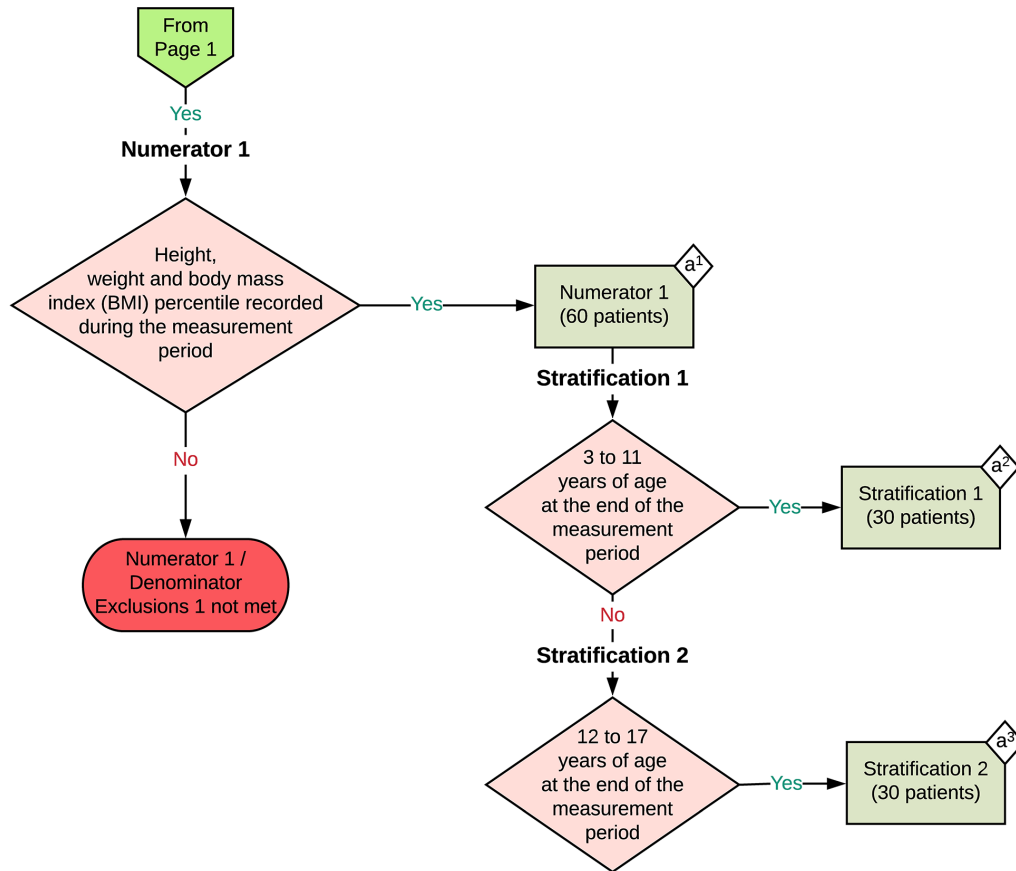 From
Page 1
Yes
Numerator 1
Height,
weight and body mass
index (BMI) percentile recorded
during the measurement
period
Yes
Numerator 1
(60 patients)
a¹
No
Numerator 1 /
Denominator
Exclusions 1 not met
Stratification 1
3 to 11
years of age
at the end of the
measurement
period
Yes
Stratification 1
(30 patients)
a²
No
Stratification 2
12 to 17
years of age
at the end of the
measurement
period
Yes
Stratification 2
(30 patients)
a³